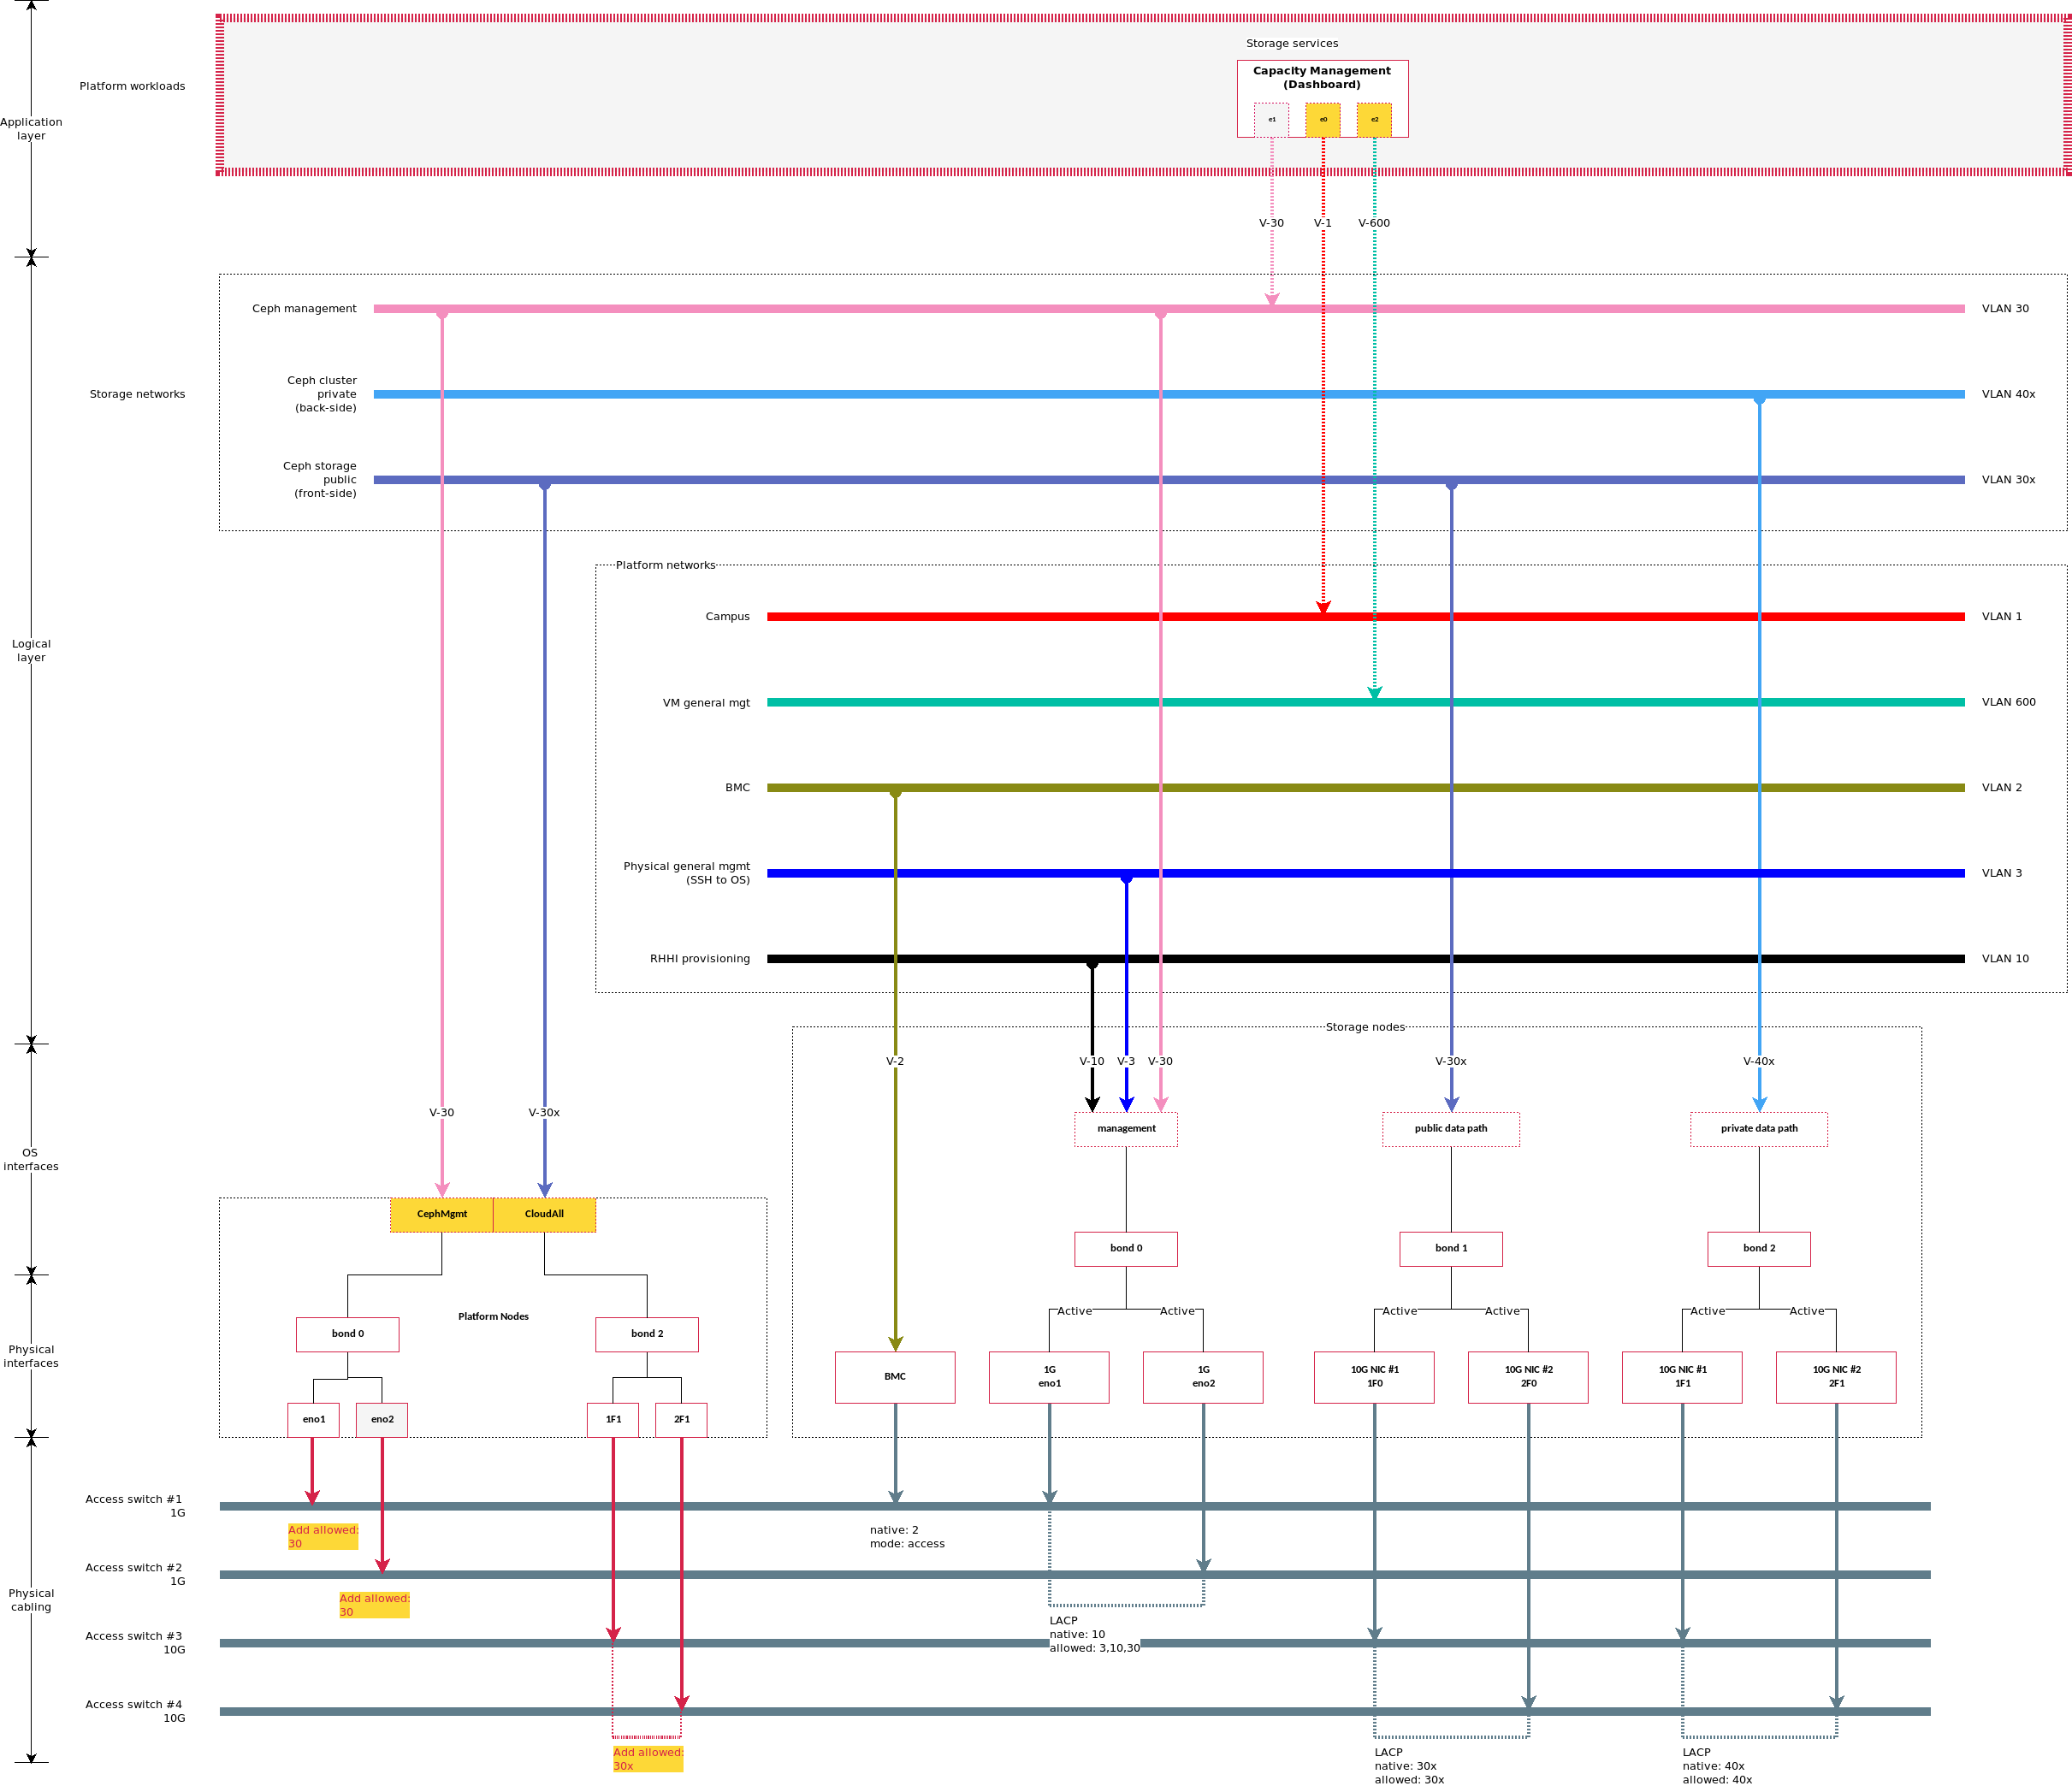 Storage services
Capacity Management
(Dashboard)
Platform workloads
e1
e0
e2
Application
layer
V-30
V-1
V-600
Ceph management
VLAN 30
Ceph cluster
private
(back-side)
Storage networks
VLAN 40x
Ceph storage
public
(front-side)
VLAN 30x
Platform networks
Campus
VLAN 1
Logical
layer
VM general mgt
VLAN 600
BMC
VLAN 2
Physical general mgmt
(SSH to OS)
VLAN 3
RHHI provisioning
VLAN 10
Storage nodes
V-2
V-10
V-3
V-30
V-30x
V-40x
V-30
V-30x
management
public data path
private data path
OS
interfaces
CephMgmt
CloudAll
bond 0
bond 1
bond 2
Platform Nodes
Active
Active
Active
Active
Active
Active
bond 0
bond 2
Physical
interfaces
BMC
1G
eno1
1G
eno2
10G NIC #1
1F0
10G NIC #2
2F0
10G NIC #1
1F1
10G NIC #2
2F1
eno1
eno2
1F1
2F1
Access switch #1
1G
Add allowed:
30
native: 2
mode: access
Access switch #2
1G
Physical
cabling
Add allowed:
30
LACP
native: 10
allowed: 3,10,30
Access switch #3
10G
Access switch #4
10G
Add allowed:
30x
LACP
native: 30x
allowed: 30x
LACP
native: 40x
allowed: 40x